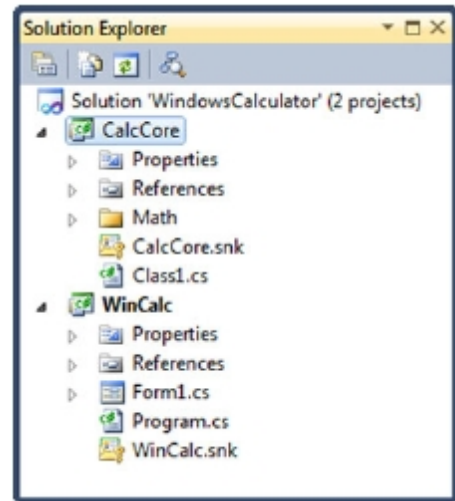 Solution Explorer
Solution 'WindowsCalculator' (2 projects)
CalcCore
Properties
References
Math
CalcCore.snk
Class1.cs
WinCalc
Properties
References
Form1.cs
Program.cs
WinCalc.snk